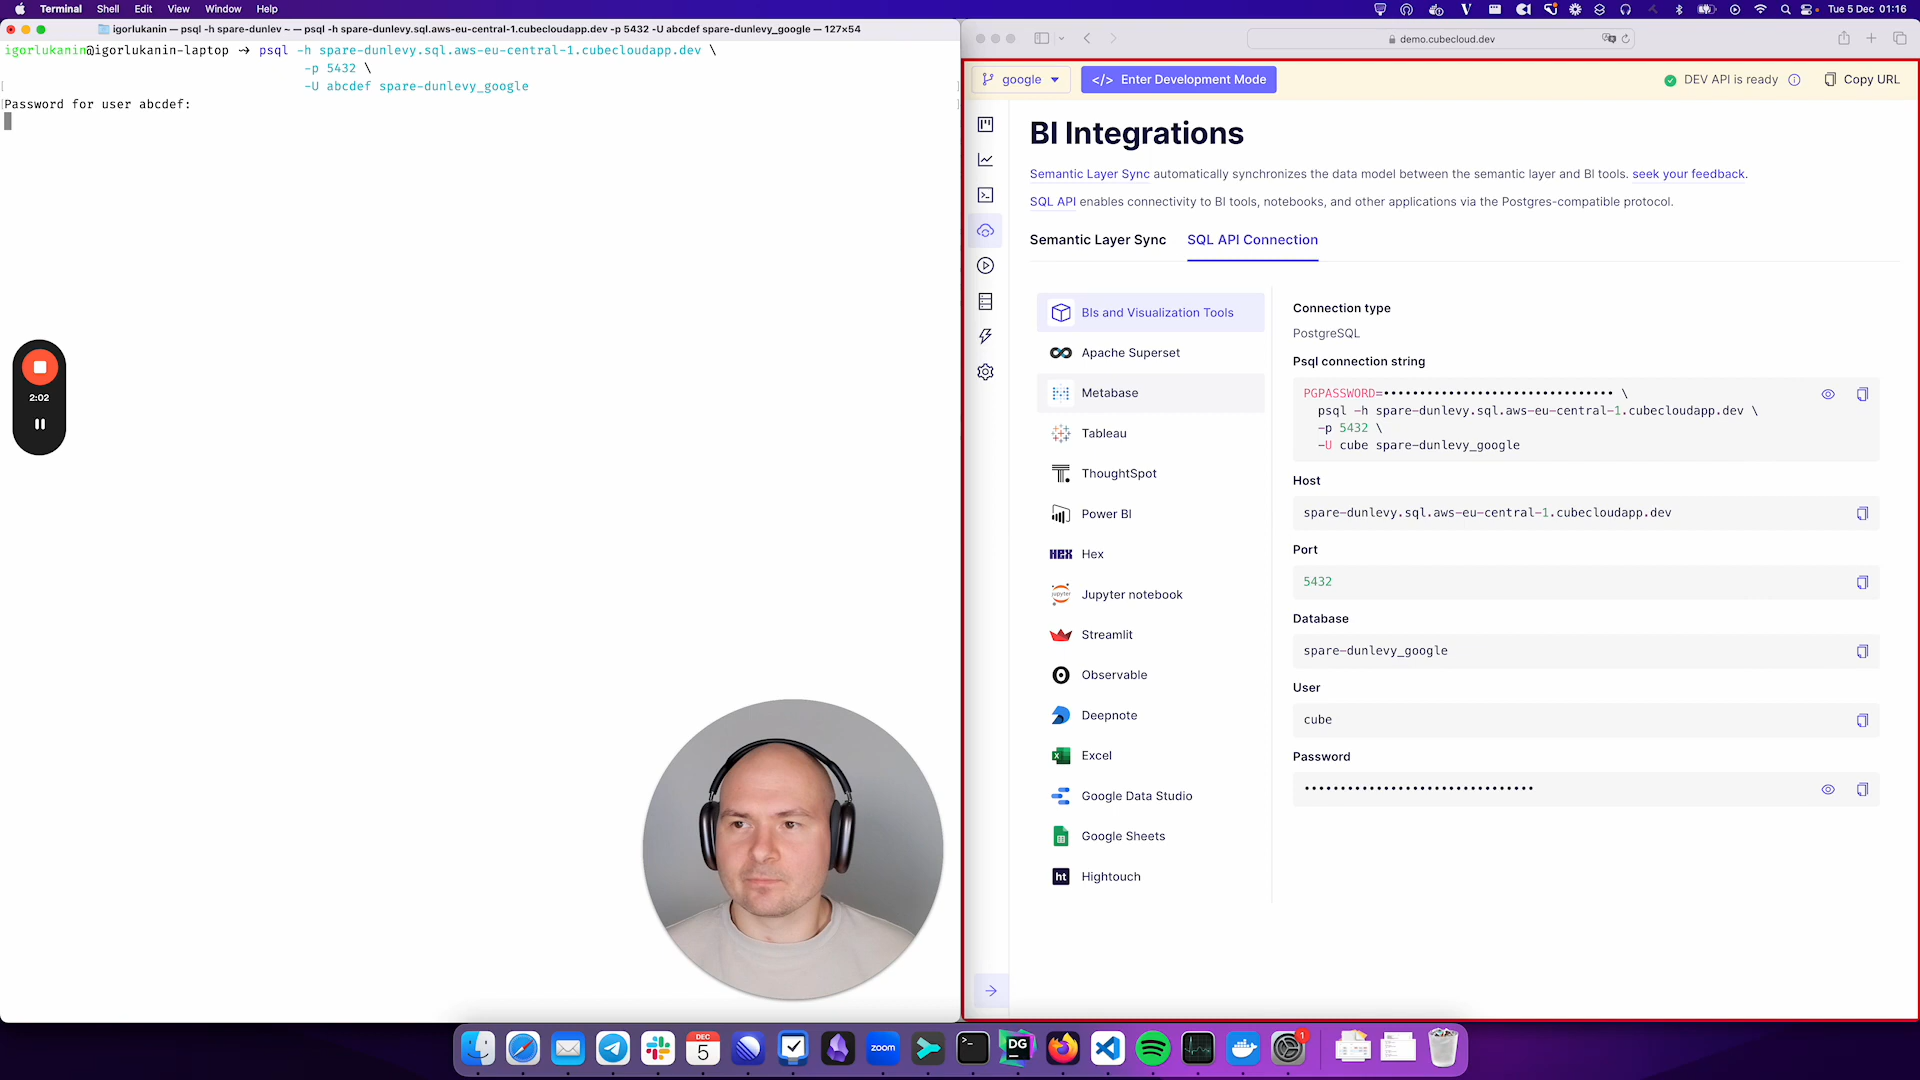 Terminal Shell Edit View Window Help
Tue 5 Dec 01:16
igorlukanin — psql -h spare-dunlev ~ — psql -h spare-dunlevy.sql.aws-eu-central-1.cubecloudapp.dev -p 5432 -U abcdef spare-dunlevy_google — 127×54
igorlukanin@igorlukanin-laptop → psql -h spare-dunlevy.sql.aws-eu-central-1.cubecloudapp.dev \
-p 5432 \
-U abcdef spare-dunlevy_google
Password for user abcdef:
2:02
demo.cubecloud.dev
google
</> Enter Development Mode
DEV API is ready
Copy URL
BI Integrations
Semantic Layer Sync automatically synchronizes the data model between the semantic layer and BI tools. seek your feedback.
SQL API enables connectivity to BI tools, notebooks, and other applications via the Postgres-compatible protocol.
Semantic Layer Sync SQL API Connection
BIs and Visualization Tools
Apache Superset
Metabase
Tableau
ThoughtSpot
Power BI
HEX Hex
jupyter Jupyter notebook
Streamlit
Observable
Deepnote
Excel
Google Data Studio
Google Sheets
ht Hightouch
Connection type
PostgreSQL
Psql connection string
PGPASSWORD=•••••••••••••••••••••••••••••••• \
psql -h spare-dunlevy.sql.aws-eu-central-1.cubecloudapp.dev \
-p 5432 \
-U cube spare-dunlevy_google
Host
spare-dunlevy.sql.aws-eu-central-1.cubecloudapp.dev
Port
5432
Database
spare-dunlevy_google
User
cube
Password
••••••••••••••••••••••••••••••••
DEC
5
zoom
DG
1